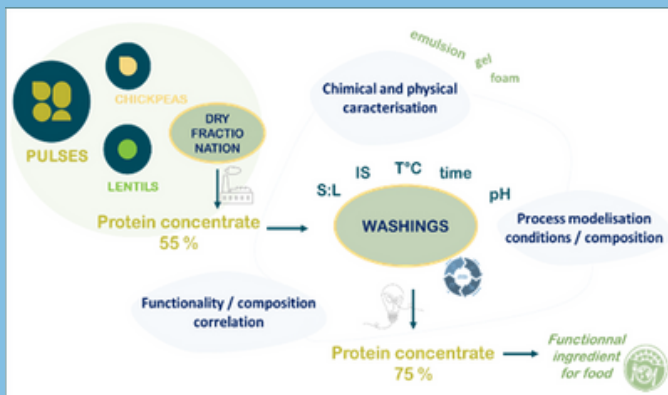 emulsion
gel
foam
Chimical and physical
caracterisation
CHICKPEAS
PULSES
DRY
FRACTIO
NATION
LENTILS
S:L
IS
T°C
time
pH
Protein concentrate
55 %
WASHINGS
Process modelisation
conditions / composition
Functionality / composition
correlation
Protein concentrate
75 %
Functionnal
ingredient
for food